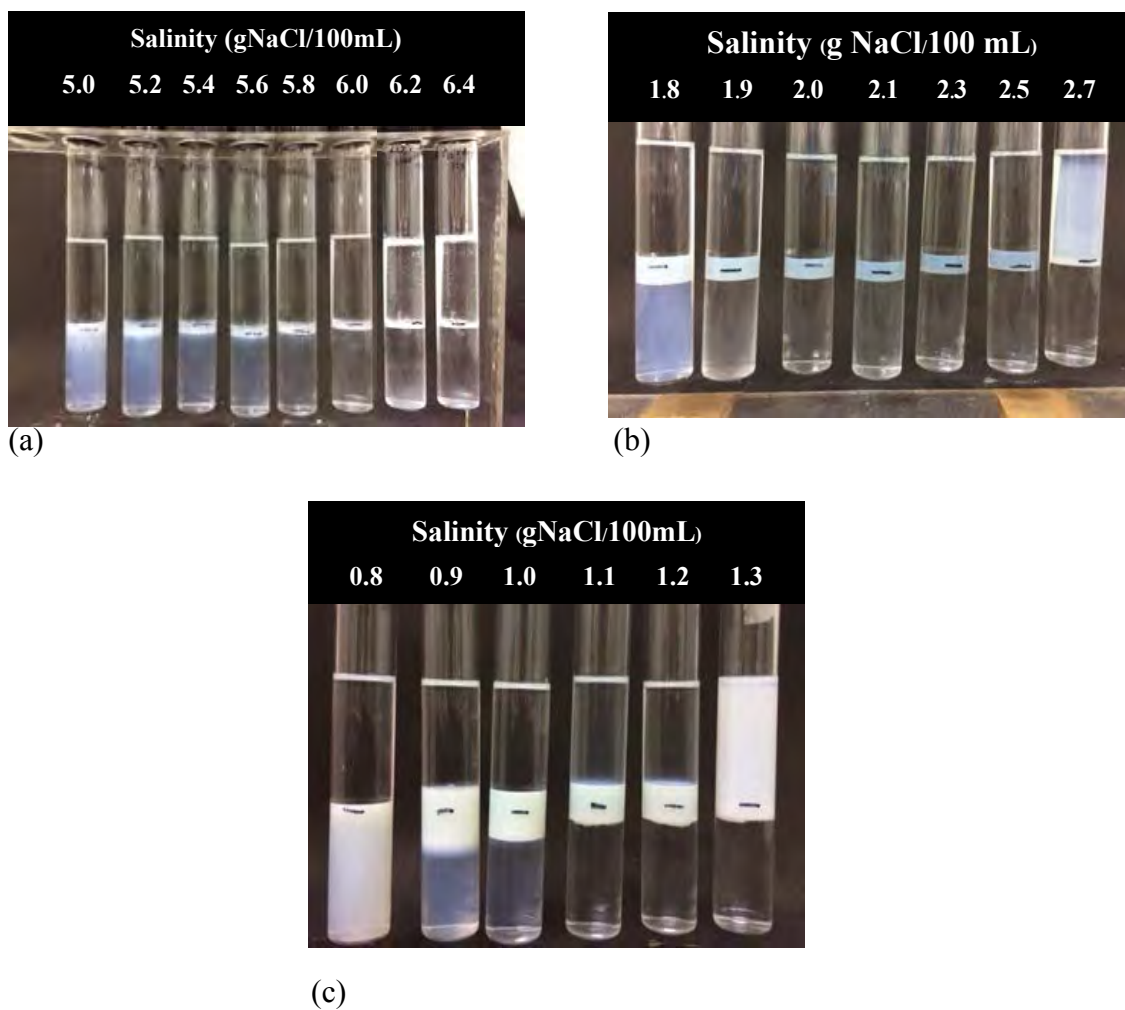 Salinity (gNaCl/100mL)
5.0 5.2 5.4 5.6 5.8 6.0 6.2 6.4
(a)
Salinity (g NaCl/100 mL)
1.8 1.9 2.0 2.1 2.3 2.5 2.7
(b)
Salinity (gNaCl/100mL)
0.8 0.9 1.0 1.1 1.2 1.3
(c)